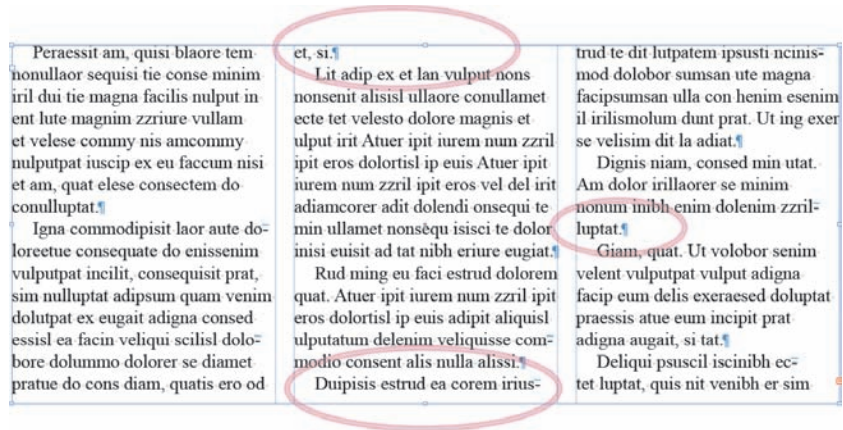 Peraessit am, quisi blaore tem
nonullaor sequisi tie conse minim
iril dui tie magna facilis nulput in
ent lute magnim zzriure vullam
et velese commy nis amcommy
nulputpat iuscip ex eu faccum nisi
et am, quat elese consectem do
conulluptat.¶
Igna commodipisit laor aute do-
loreetue consequate do enissenim
vulputpat incilit, consequisit prat,
sim nulluptat adipsum quam venim
dolutpat ex eugait adigna consed
essisl ea facin veliqui scilisl dolo-
bore dolummo dolorer se diamet
pratue do cons diam, quatis ero od
et, si.¶
Lit adip ex et lan vulput nons
nonsenit alisisl ullaore conullamet
ecte tet velesto dolore magnis et
ulput irit Atuer ipit iurem num zzril
ipit eros dolortisl ip euis Atuer ipit
iurem num zzril ipit eros vel del irit
adiamcorer adit dolendi onsequi te
min ullamet nonsequ isisci te dolor
inisi euisit ad tat nibh eriure eugiat.¶
Rud ming eu faci estrud dolorem
quat. Atuer ipit iurem num zzril ipit
eros dolortisl ip euis adipit aliquisl
ulputatum delenim veliquisse com-
modio consent alis nulla alissi.¶
Duipisis estrud ea corem irius-
trud te dit lutpatem ipsusti ncinis-
mod dolobor sumsan ute magna
facipsumsan ulla con henim esenim
il irilismolum dunt prat. Ut ing exer
se velisim dit la adiat.¶
Dignis niam, consed min utat.
Am dolor irillaorer se minim
nonum inibh enim dolenim zzril-
luptat.¶
Giam, quat. Ut volobor senim
velent vulputpat vulput adigna
facip eum delis exeraesed doluptat
praessis atue eum incipit prat
adigna augait, si tat.¶
Deliqui psuscil iscinibh ec-
tet luptat, quis nit venibh er sim